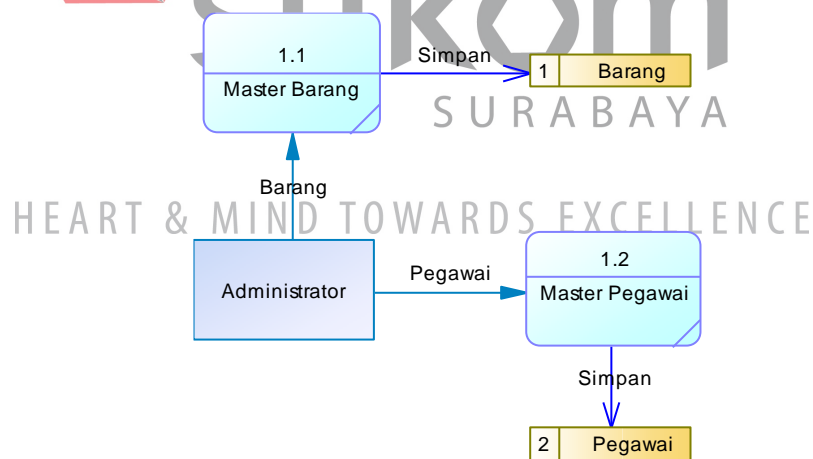 stikom
SURABAYA
HEART & MIND TOWARDS EXCELLENCE
1.1
Master Barang
Simpan
1 Barang
Barang
Administrator
Pegawai
1.2
Master Pegawai
Simpan
2 Pegawai